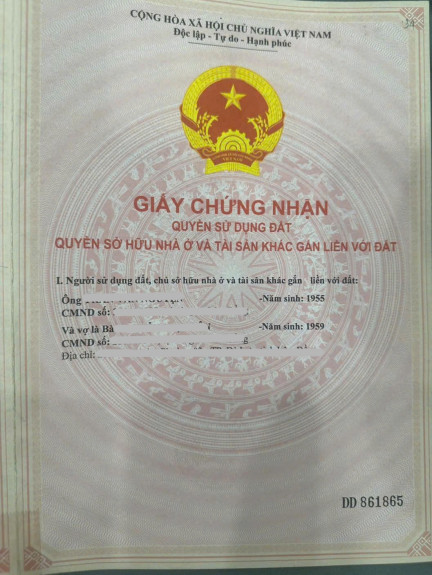 CỘNG HÒA XÃ HỘI CHỦ NGHĨA VIỆT NAM
Độc lập - Tự do - Hạnh phúc
VIỆT NAM
GIẤY CHỨNG NHẬN
QUYỀN SỬ DỤNG ĐẤT
QUYỀN SỞ HỮU NHÀ Ở VÀ TÀI SẢN KHÁC GẮN LIỀN VỚI ĐẤT
I. Người sử dụng đất, chủ sở hữu nhà ở và tài sản khác gắn liền với đất:
Ông -Năm sinh: 1955
CMND số:
Và vợ là Bà -Năm sinh: 1959
CMND số:
Địa chỉ:
DD 861865